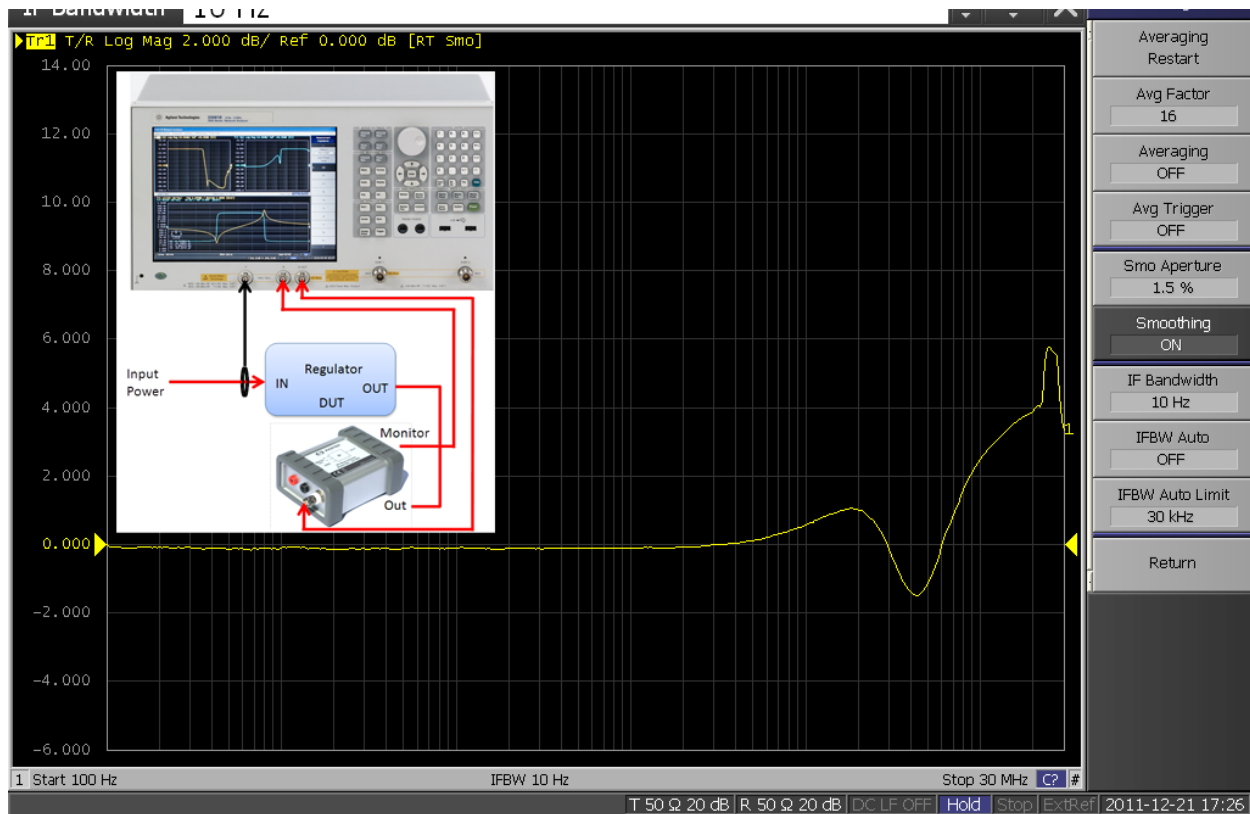 IF Bandwidth 10 Hz
Tr1 T/R Log Mag 2.000 dB/ Ref 0.000 dB [RT Smo]
14.00
12.00
10.00
8.000
6.000
4.000
2.000
0.000
-2.000
-4.000
-6.000
Agilent Technologies
Input
Power
IN
Regulator
OUT
DUT
Monitor
Out
1
1 Start 100 Hz
IFBW 10 Hz
Stop 30 MHz C? #
T 50 Ω 20 dB R 50 Ω 20 dB DC LF OFF Hold Stop ExtRef 2011-12-21 17:26
Averaging
Restart
Avg Factor
16
Averaging
OFF
Avg Trigger
OFF
Smo Aperture
1.5 %
Smoothing
ON
IF Bandwidth
10 Hz
IFBW Auto
OFF
IFBW Auto Limit
30 kHz
Return